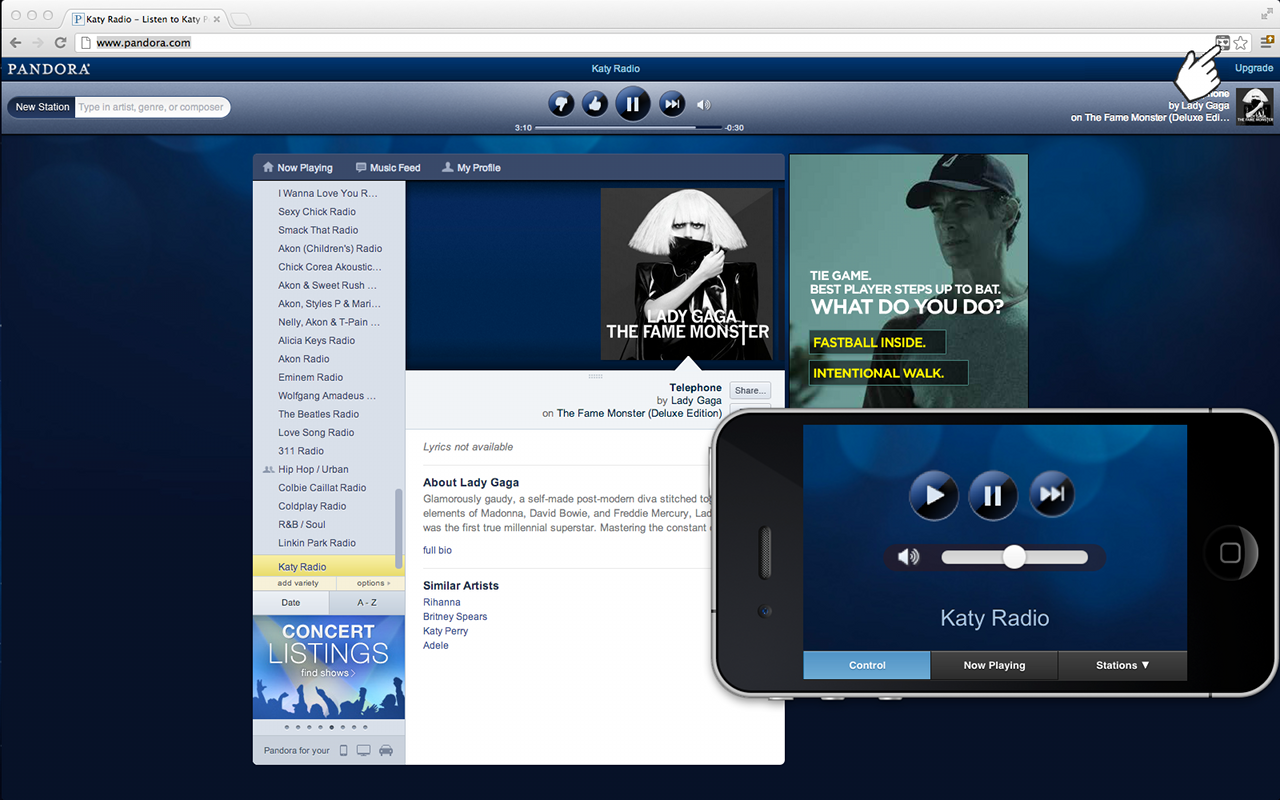 Katy Radio – Listen to Katy P
www.pandora.com
PANDORA
Katy Radio
Upgrade
New Station
Type in artist, genre, or composer
3:10
-0:30
by Lady Gaga
on The Fame Monster (Deluxe Edi...
THE FAME MONSTER
Now Playing
Music Feed
My Profile
I Wanna Love You R...
Sexy Chick Radio
Smack That Radio
Akon (Children's) Radio
Chick Corea Akoustic...
Akon & Sweet Rush ...
Akon, Styles P & Mari...
Nelly, Akon & T-Pain ...
Alicia Keys Radio
Akon Radio
Eminem Radio
Wolfgang Amadeus ...
The Beatles Radio
Love Song Radio
311 Radio
Hip Hop / Urban
Colbie Caillat Radio
Coldplay Radio
R&B / Soul
Linkin Park Radio
Katy Radio
add variety
options
Date
A - Z
CONCERT
LISTINGS
find shows
Pandora for your
LADY GAGA
THE FAME MONSTER
Telephone
by Lady Gaga
on The Fame Monster (Deluxe Edition)
Share...
Lyrics not available
About Lady Gaga
Glamorously gaudy, a self-made post-modern diva stitched to
elements of Madonna, David Bowie, and Freddie Mercury, Lad
was the first true millennial superstar. Mastering the constant
full bio
Similar Artists
Rihanna
Britney Spears
Katy Perry
Adele
TIE GAME.
BEST PLAYER STEPS UP TO BAT.
WHAT DO YOU DO?
FASTBALL INSIDE.
INTENTIONAL WALK.
Katy Radio
Control
Now Playing
Stations ▼